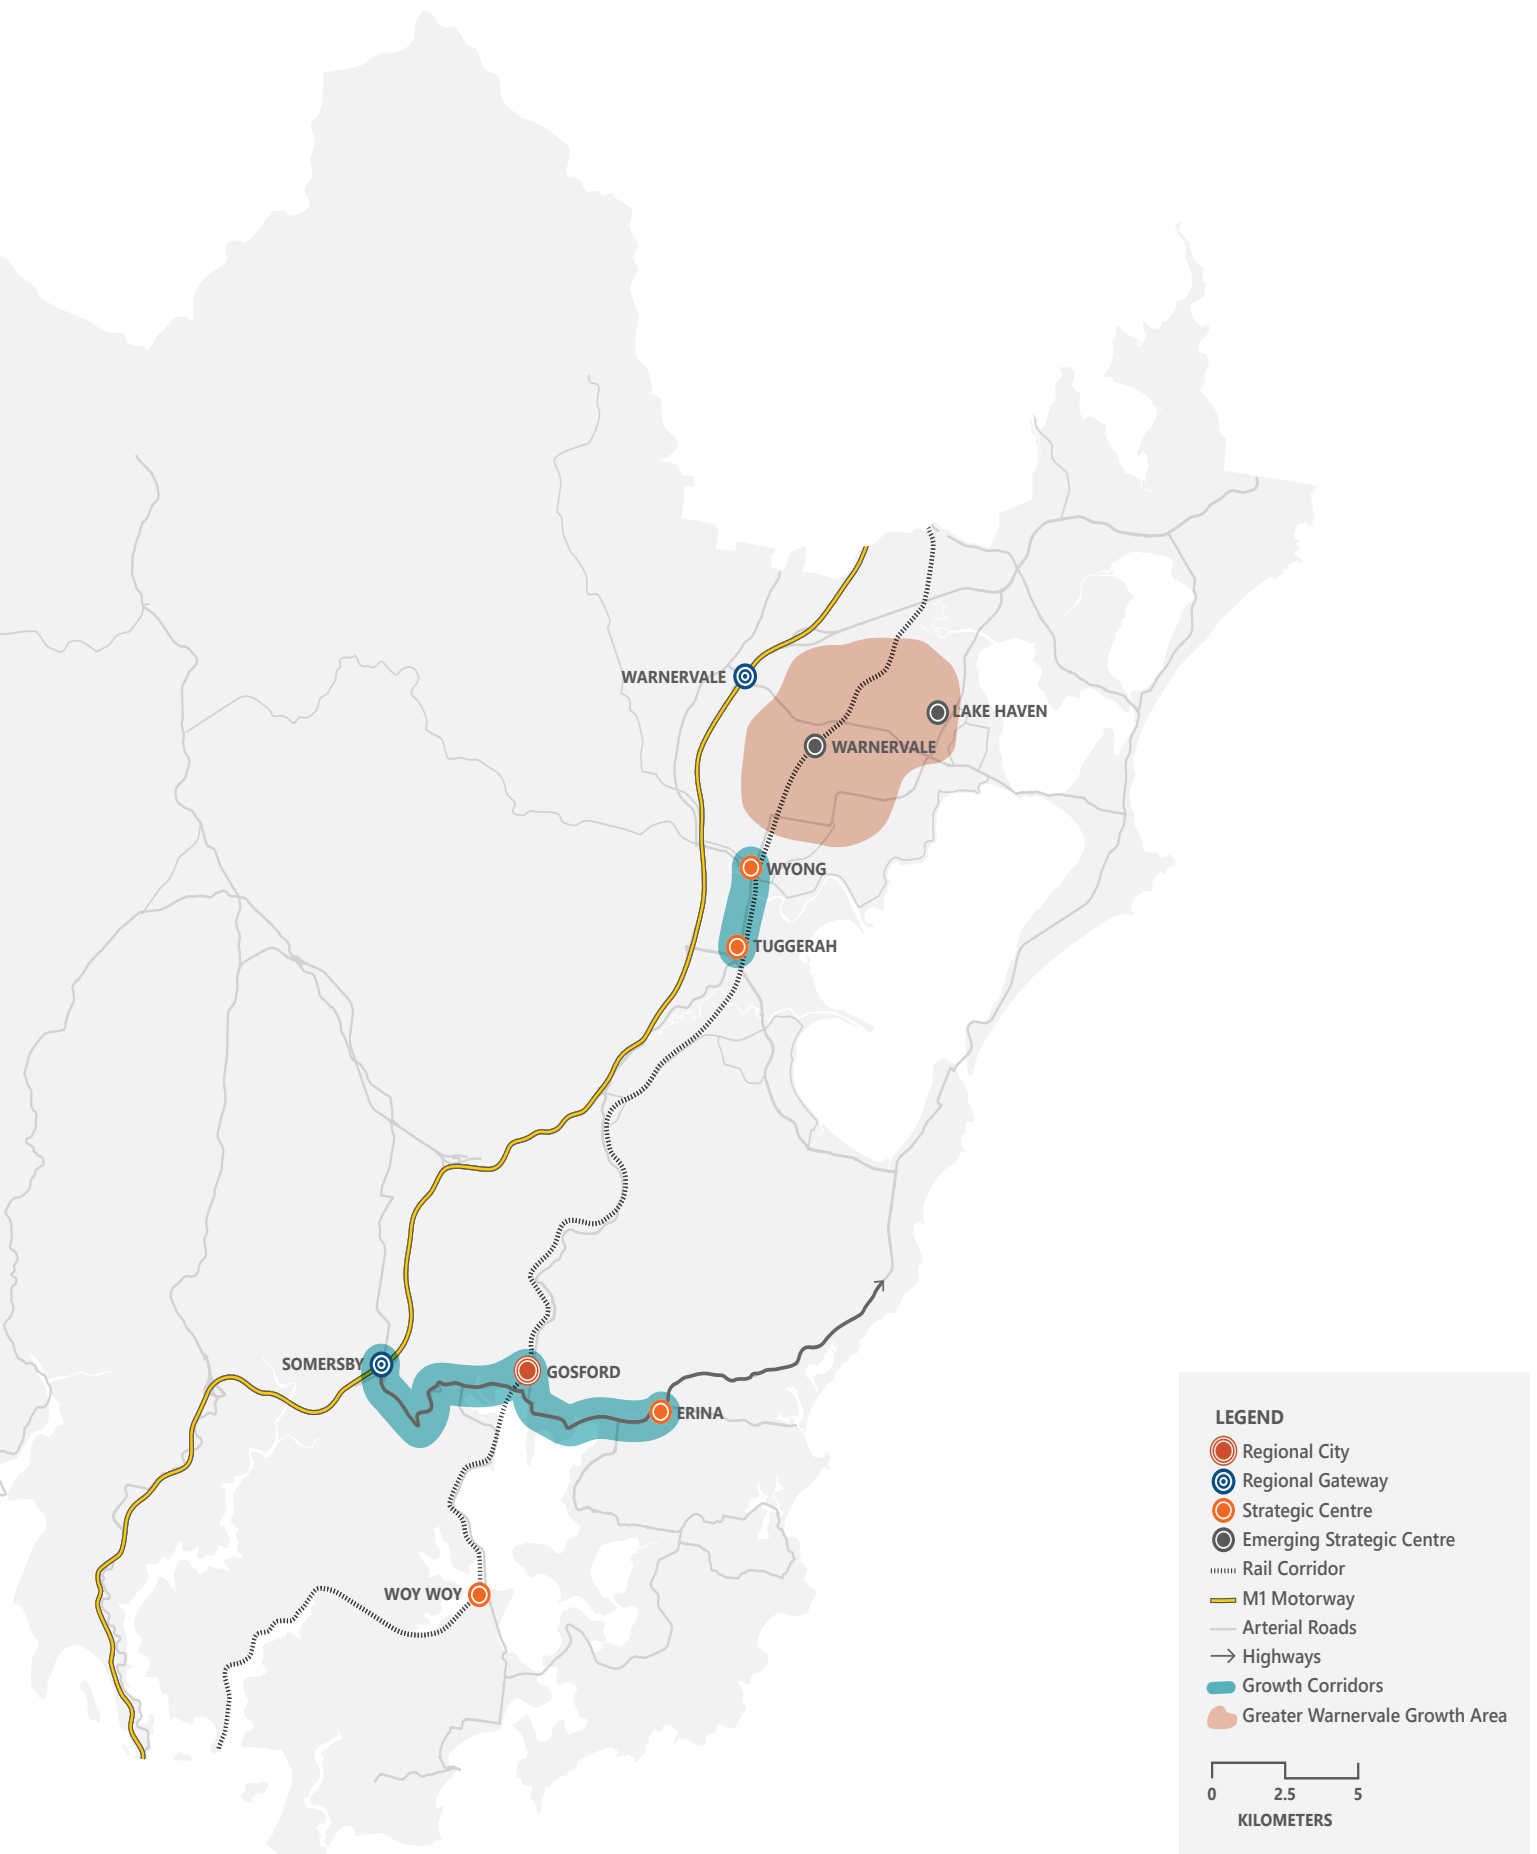 WARNERVALE
LAKE HAVEN
WARNERVALE
WYONG
TUGGERAH
SOMERSBY
GOSFORD
ERINA
WOY WOY
LEGEND
Regional City
Regional Gateway
Strategic Centre
Emerging Strategic Centre
Rail Corridor
M1 Motorway
Arterial Roads
Highways
Growth Corridors
Greater Warnervale Growth Area
0 2.5 5
KILOMETERS